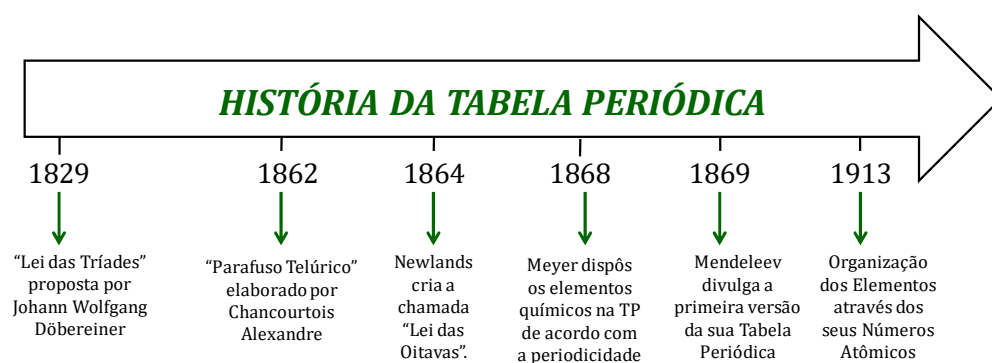 HISTÓRIA DA TABELA PERIÓDICA
1829
1862
1864
1868
1869
1913
“Lei das Tríades”
proposta por
Johann Wolfgang
Döbereiner
“Parafuso Telúrico”
elaborado por
Chancourtois
Alexandre
Newlands
cria a
chamada
“Lei das
Oitavas”.
Meyer dispôs
os elementos
químicos na TP
de acordo com
a periodicidade
Mendeleev
divulga a
primeira versão
da sua Tabela
Periódica
Organização
dos Elementos
através dos
seus Números
Atômicos